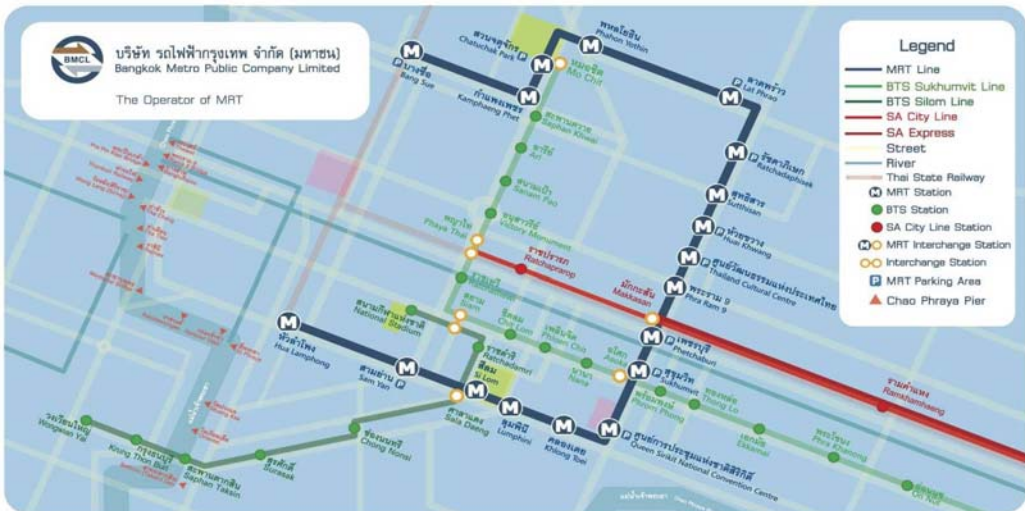 บริษัท รถไฟฟ้ากรุงเทพ จำกัด (มหาชน)
BMCL
Bangkok Metro Public Company Limited
The Operator of MRT
Legend
MRT Line
BTS Sukhumvit Line
BTS Silom Line
SA City Line
SA Express
Street
River
Thai State Railway
M MRT Station
BTS Station
SA City Line Station
M MRT Interchange Station
Interchange Station
P MRT Parking Area
Chao Phraya Pier
บางซื่อ
Bang Sue
กำแพงเพชร
Kamphaeng Phet
สวนจตุจักร
Chatuchak Park
พหลโยธิน
Phahon Yothin
ลาดพร้าว
Lat Phrao
รัชดาภิเษก
Ratchadaphisek
สุทธิสาร
Sutthisan
ห้วยขวาง
Huai Khwang
ศูนย์วัฒนธรรมแห่งประเทศไทย
Thailand Cultural Centre
พระราม 9
Phra Ram 9
เพชรบุรี
Phetchaburi
สุขุมวิท
Sukhumvit
ศูนย์การประชุมแห่งชาติสิริกิติ์
Queen Sirikit National Convention Centre
คลองเตย
Khlong Toei
ลุมพินี
Lumphini
สีลม
Si Lom
สามย่าน
Sam Yan
หัวลำโพง
Hua Lamphong
หมอชิต
Mo Chit
สะพานควาย
Saphan Khwai
อารีย์
Ari
สนามเป้า
Sanam Pao
อนุสาวรีย์
Victory Monument
พญาไท
Phaya Thai
ราชเทวี
สยาม
Siam
ชิดลม
Chit Lom
เพลินจิต
Ploen Chit
นานา
Nana
อโศก
Asok
พร้อมพงษ์
Phrom Phong
ทองหล่อ
Thong Lo
เอกมัย
Ekkamai
พระโขนง
Phra Khanong
อ่อนนุช
On Nut
สนามกีฬาแห่งชาติ
National Stadium
ราชดำริ
Ratchadamri
ศาลาแดง
Sala Daeng
ช่องนนทรี
Chong Nonsi
สุรศักดิ์
Surasak
สะพานตากสิน
Saphan Taksin
กรุงธนบุรี
Krung Thon Buri
วงเวียนใหญ่
Wongwian Yai
ราชปรารภ
Ratchaprarop
มักกะสัน
Makkasan
รามคำแหง
Ramkhamhaeng
แม่น้ำเจ้าพระยา